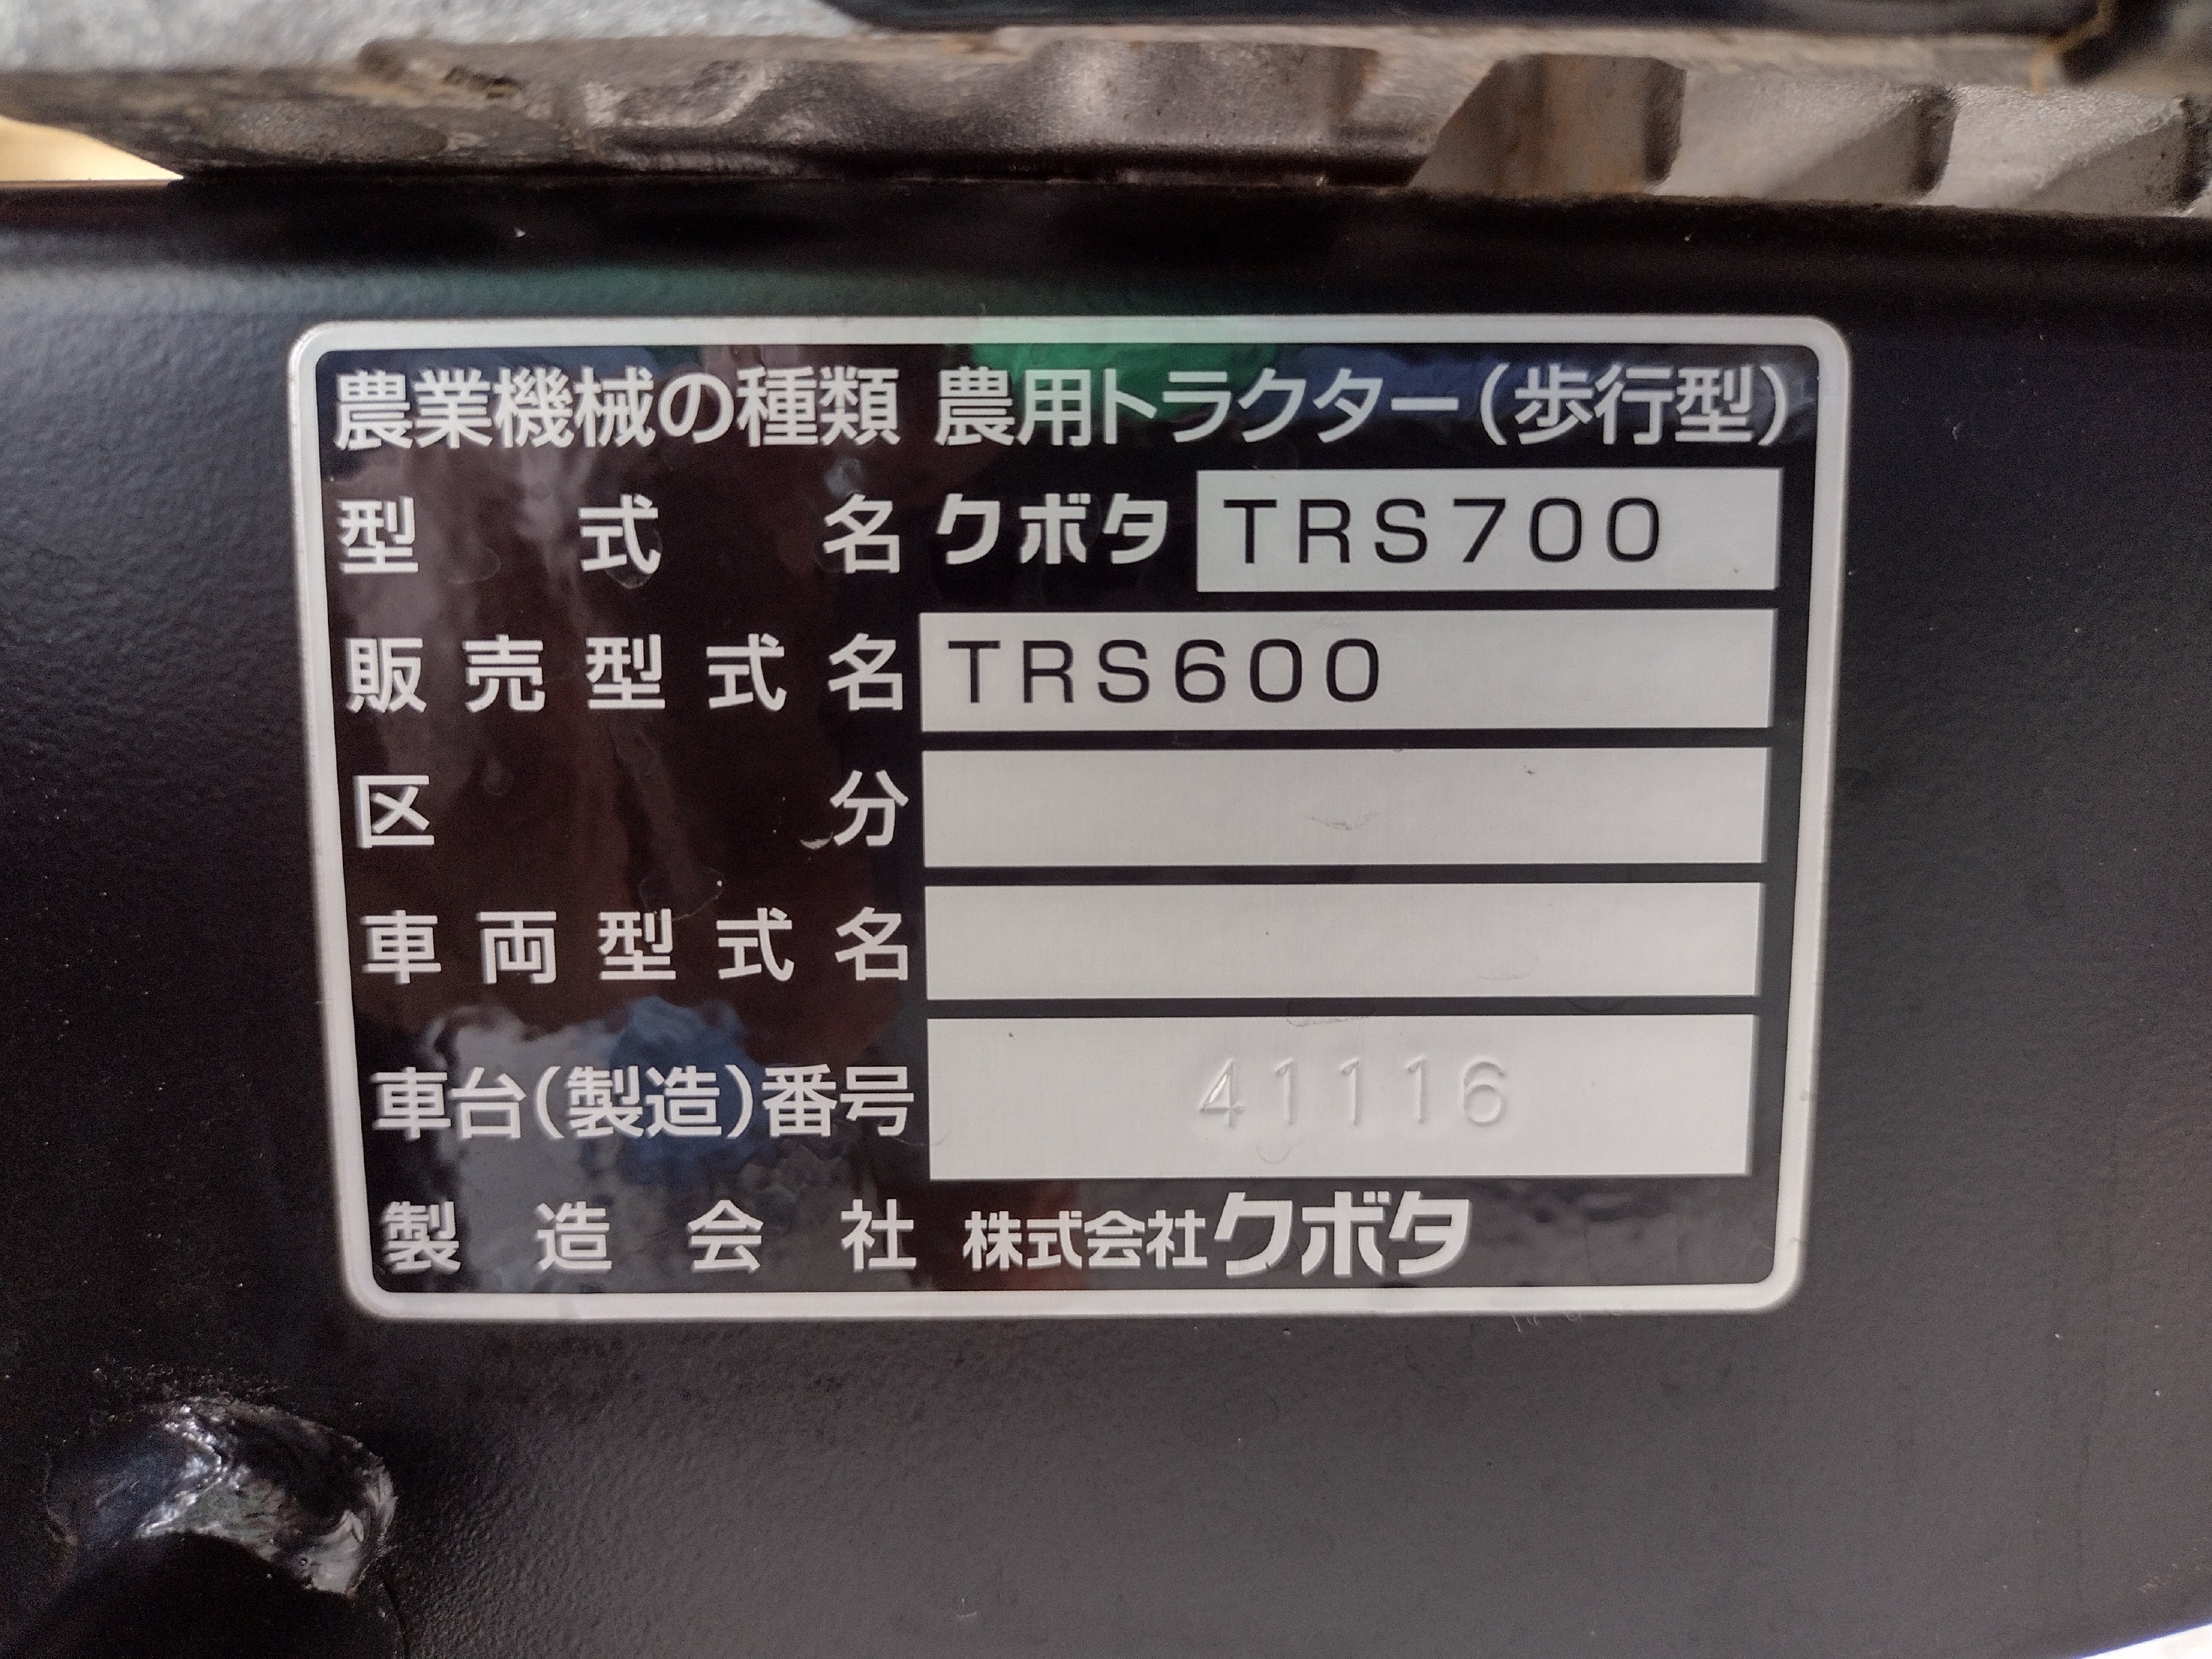 農業機械の種類 農用トラクター(歩行型)
型式名 クボタ TRS700
販売型式名 TRS600
区分
車両型式名
車台(製造)番号 41116
製造会社 株式会社クボタ